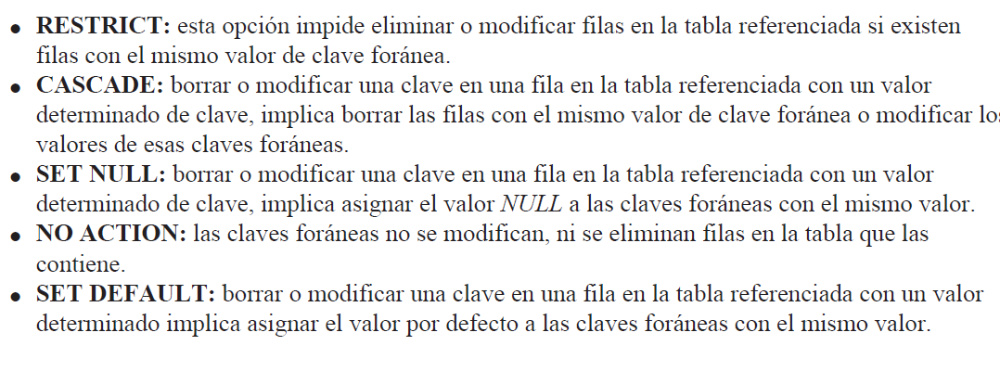 ● RESTRICT: esta opción impide eliminar o modificar filas en la tabla referenciada si existen
filas con el mismo valor de clave foránea.
● CASCADE: borrar o modificar una clave en una fila en la tabla referenciada con un valor
determinado de clave, implica borrar las filas con el mismo valor de clave foránea o modificar los
valores de esas claves foráneas.
● SET NULL: borrar o modificar una clave en una fila en la tabla referenciada con un valor
determinado de clave, implica asignar el valor NULL a las claves foráneas con el mismo valor.
● NO ACTION: las claves foráneas no se modifican, ni se eliminan filas en la tabla que las
contiene.
● SET DEFAULT: borrar o modificar una clave en una fila en la tabla referenciada con un valor
determinado implica asignar el valor por defecto a las claves foráneas con el mismo valor.